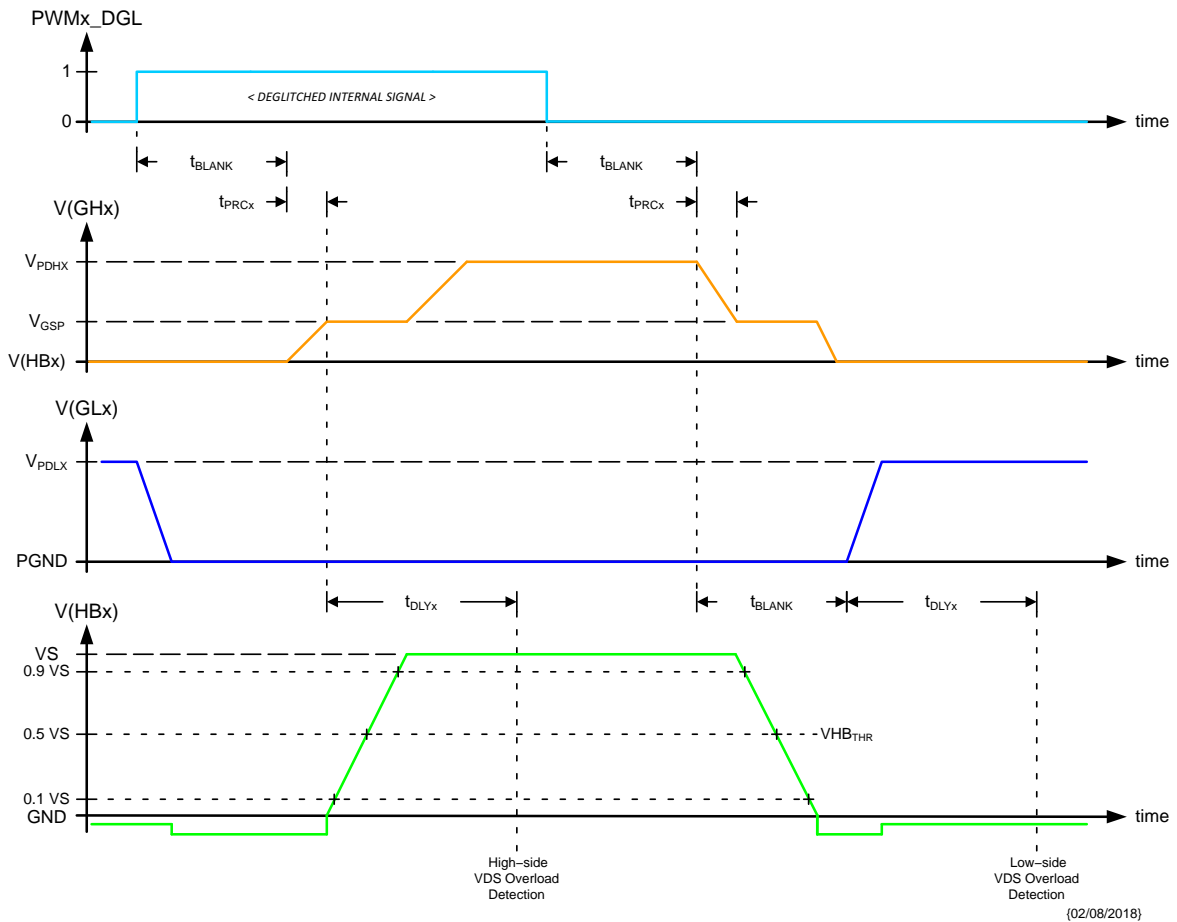 PWMx_DGL
1
< DEGLITCHED INTERNAL SIGNAL >
0
time
tBLANK
tBLANK
tPRCx
tPRCx
V(GHx)
VPDHX
VGSP
V(HBx)
time
V(GLx)
VPDLX
PGND
time
tDLYx
tBLANK
tDLYx
V(HBx)
VS
0.9 VS
0.5 VS
VHBTHR
0.1 VS
GND
time
High–side
VDS Overload
Detection
Low–side
VDS Overload
Detection
{02/08/2018}